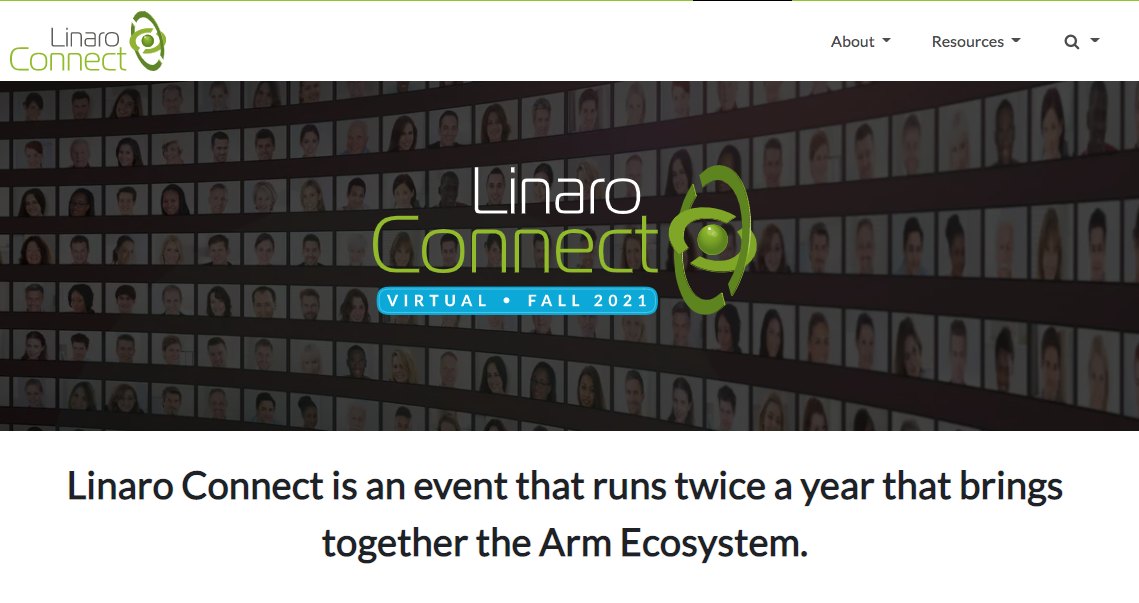 Linaro
Connect
About
Resources
Linaro
Connect
VIRTUAL • FALL 2021
Linaro Connect is an event that runs twice a year that brings
together the Arm Ecosystem.